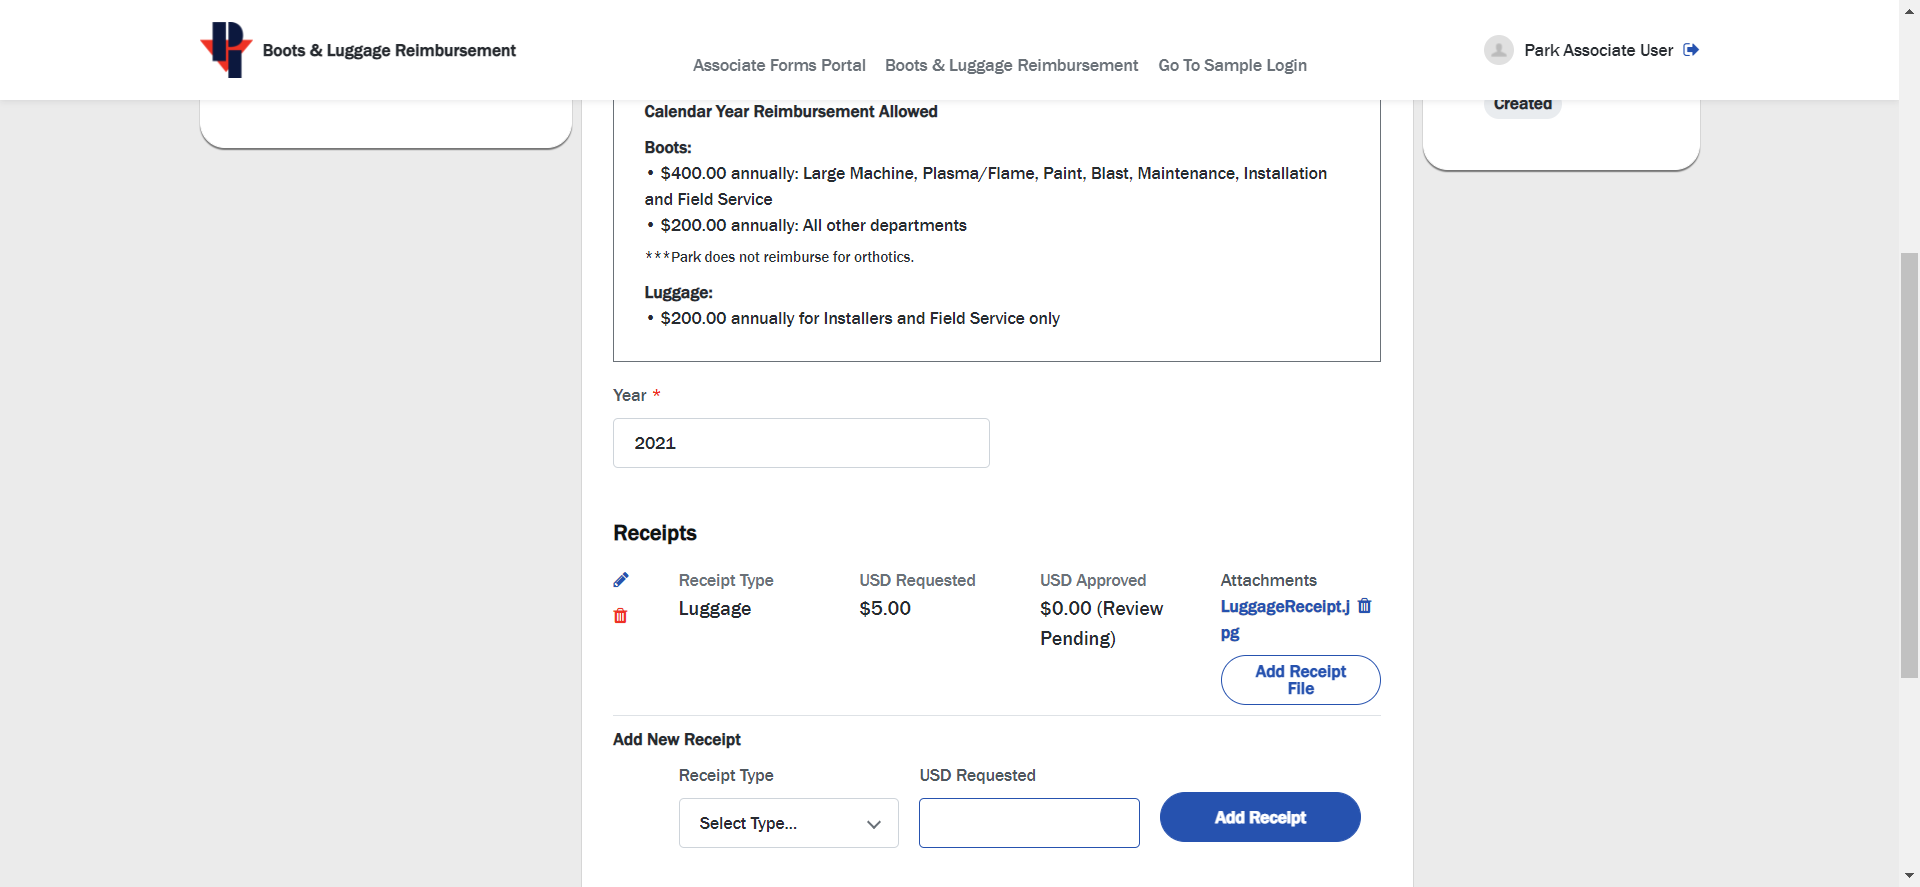 Boots & Luggage Reimbursement
Associate Forms Portal
Boots & Luggage Reimbursement
Go To Sample Login
Park Associate User
Created
Calendar Year Reimbursement Allowed
Boots:
• $400.00 annually: Large Machine, Plasma/Flame, Paint, Blast, Maintenance, Installation
and Field Service
• $200.00 annually: All other departments
***Park does not reimburse for orthotics.
Luggage:
• $200.00 annually for Installers and Field Service only
Year *
2021
Receipts
Receipt Type
Luggage
USD Requested
$5.00
USD Approved
$0.00 (Review
Pending)
Attachments
LuggageReceipt.j
pg
Add Receipt
File
Add New Receipt
Receipt Type
Select Type...
USD Requested
Add Receipt